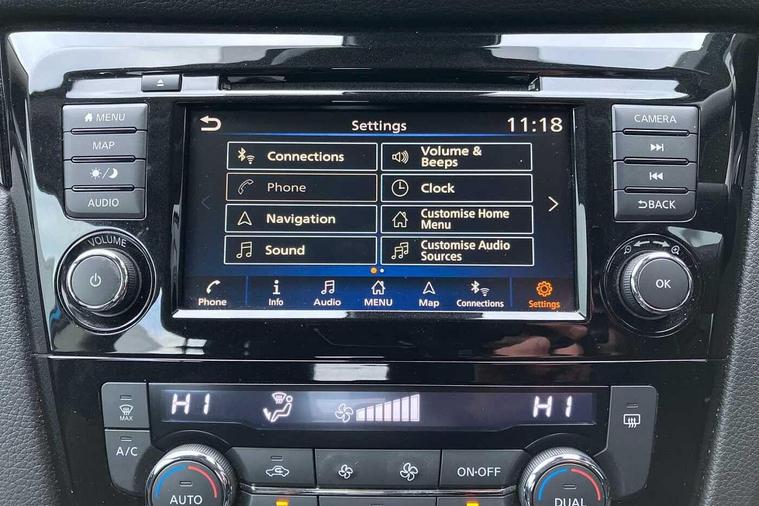 MENU
MAP
AUDIO
VOLUME
Settings
11:18
Connections
Volume &
Beeps
Phone
Clock
Navigation
Customise Home
Menu
Sound
Customise Audio
Sources
Phone
Info
Audio
MENU
Map
Connections
Settings
CAMERA
BACK
OK
HI
HI
MAX
A/C
AUTO
ON·OFF
DUAL